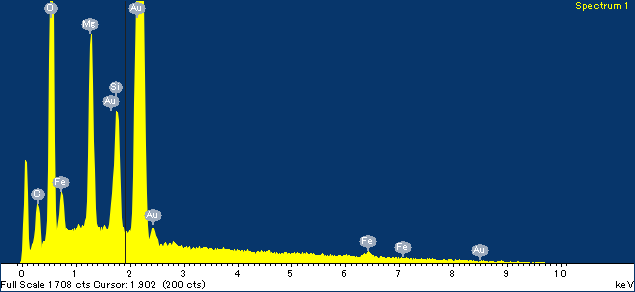 Spectrum 1
O Au
Mg
Si
Au
Fe
Au
Fe Fe Au
0 1 2 3 4 5 6 7 8 9 10
Full Scale 1708 cts Cursor: 1.902 (200 cts) keV